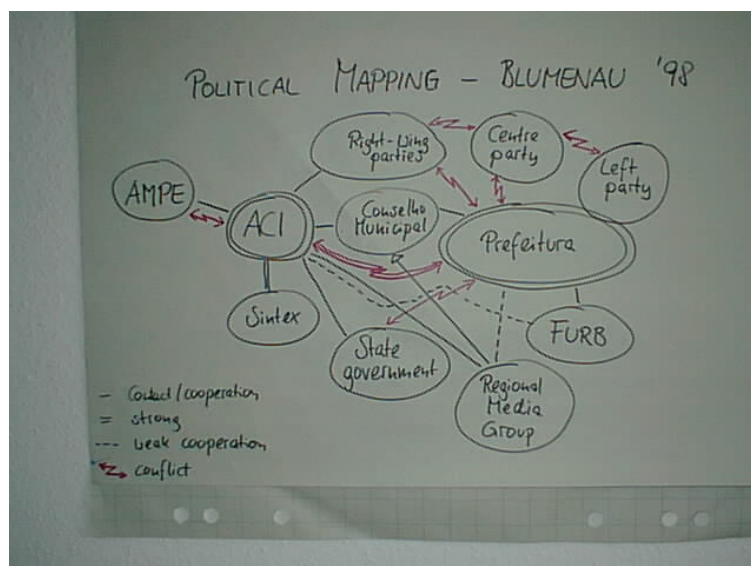 POLITICAL MAPPING - BLUMENAU '98
Right-Wing
parties
Centre
party
Left
party
AMPE
ACI
Conselho
Municipal
Prefeitura
Sintex
State
government
FURB
Regional
Media
Group
- Contact/cooperation
= strong
--- weak cooperation
conflict